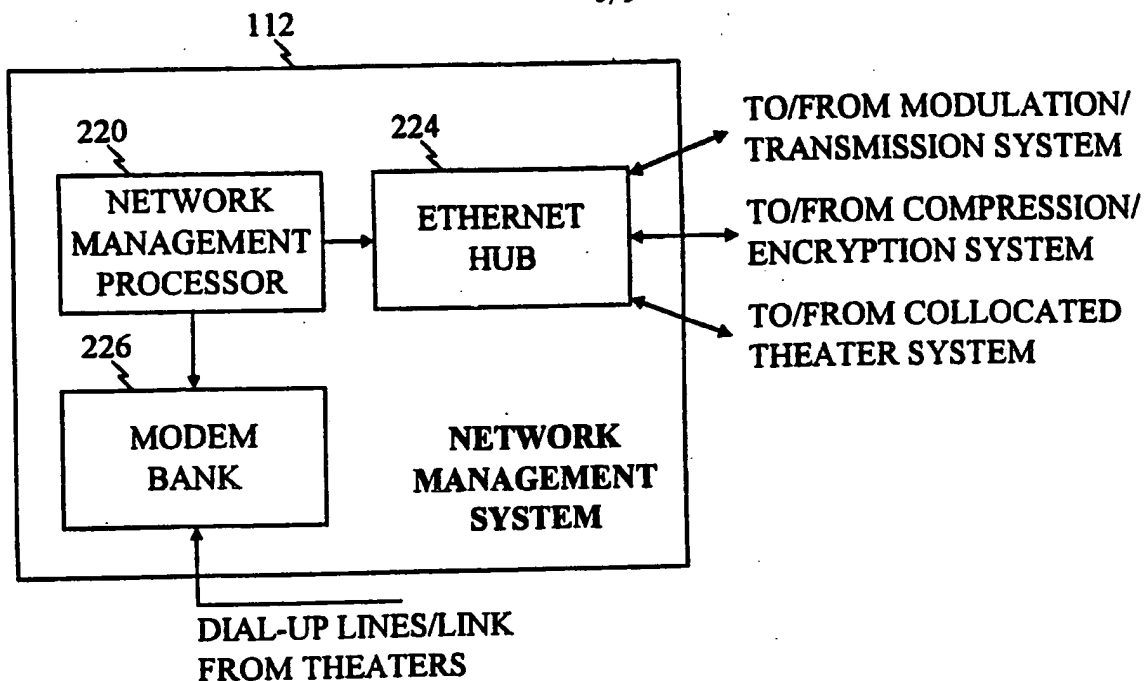 112
220
224
NETWORK
MANAGEMENT
PROCESSOR
ETHERNET
HUB
TO/FROM MODULATION/
TRANSMISSION SYSTEM
TO/FROM COMPRESSION/
ENCRYPTION SYSTEM
TO/FROM COLLOCATED
THEATER SYSTEM
226
MODEM
BANK
NETWORK
MANAGEMENT
SYSTEM
DIAL-UP LINES/LINK
FROM THEATERS